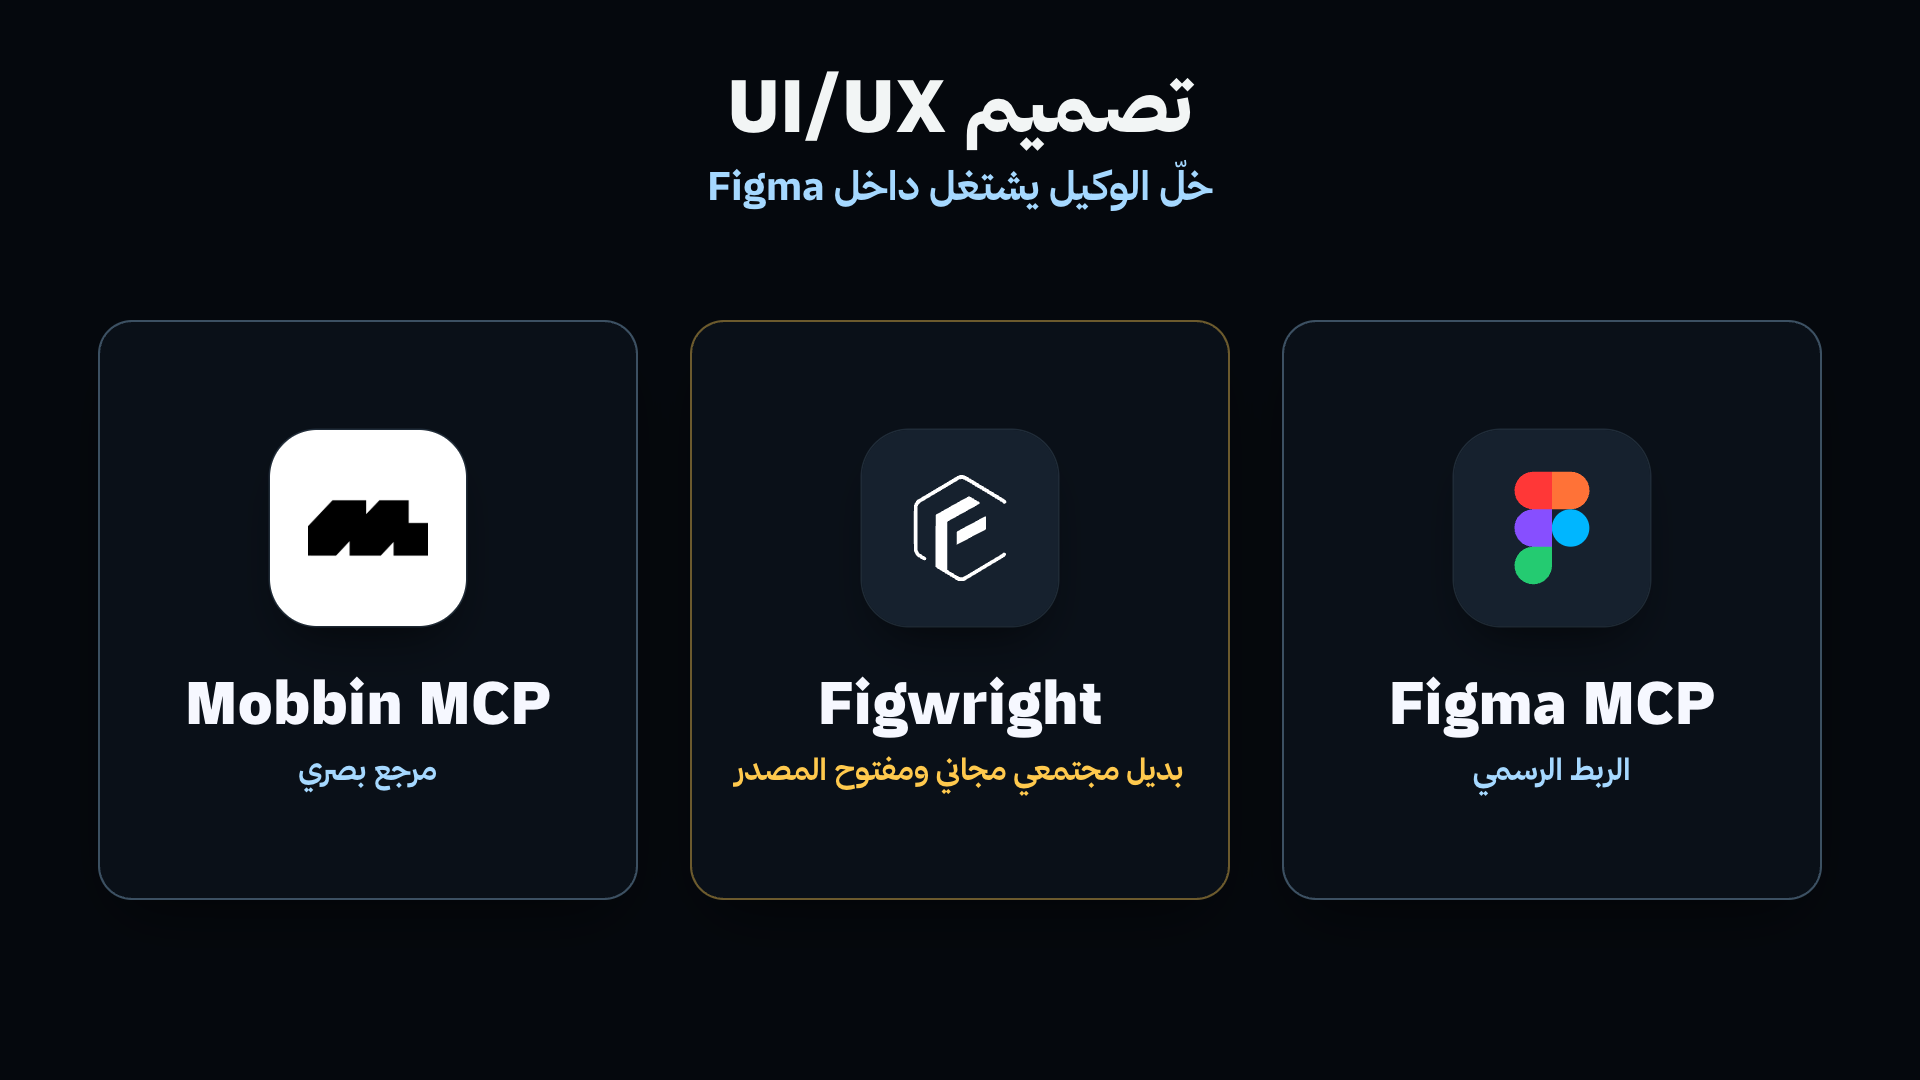 تصميم UI/UX
خلّ الوكيل يشتغل داخل Figma
Figma MCP
الربط الرسمي
Figwright
بديل مجتمعي مجاني ومفتوح المصدر
Mobbin MCP
مرجع بصري